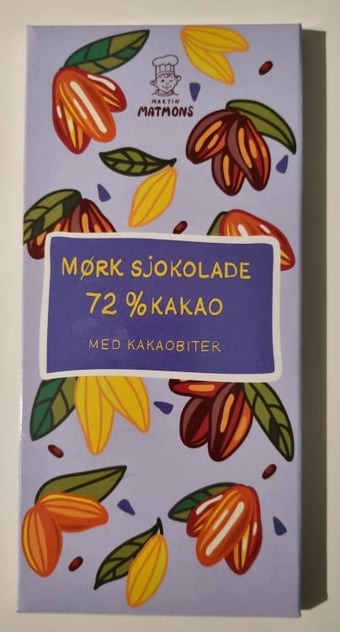 MARTIN
MATMONS
MØRK SJOKOLADE
72 % KAKAO
MED KAKAOBITER